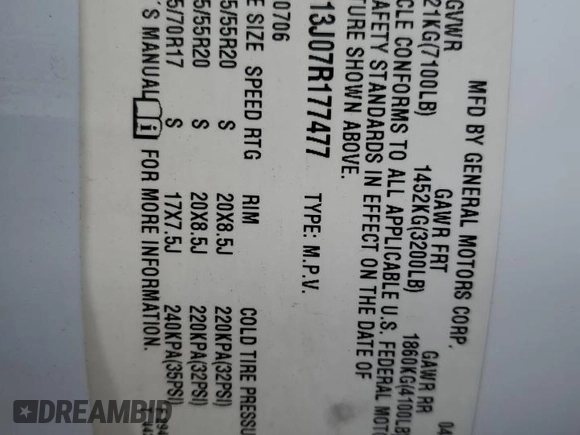 MFD BY GENERAL MOTORS CORP.
GVWR GAWR FRT GAWR RR
21KG(7100LB) 1452KG(3200LB) 1860KG(4100LB
CLE CONFORMS TO ALL APPLICABLE U.S. FEDERAL MOT
AFETY STANDARDS IN EFFECT ON THE DATE OF
TURE SHOWN ABOVE.
13J07R177477 TYPE: M.P.V.
0706
E SIZE SPEED RTG RIM COLD TIRE PRESSU
5/55R20 S 20X8.5J 220KPA(32PSI)
5/55R20 S 20X8.5J 220KPA(32PSI)
5/70R17 S 17X7.5J 240KPA(35PSI)
'S MANUAL FOR MORE INFORMATION.
DREAMBID